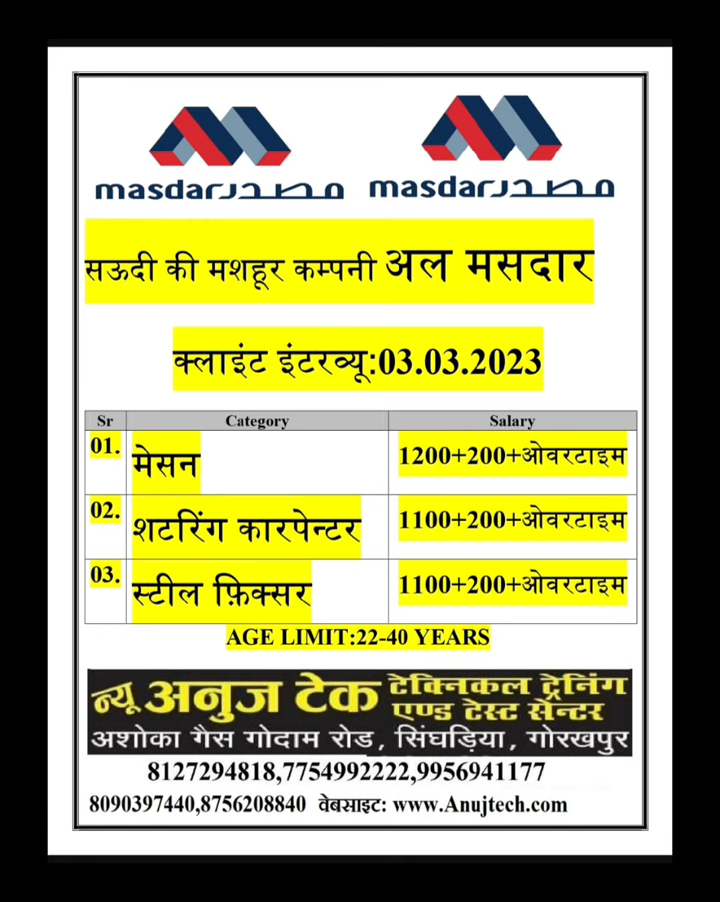 masdar مصدر masdar مصدر
सऊदी की मशहूर कम्पनी अल मसदार
क्लाइंट इंटरव्यू:03.03.2023
Sr Category Salary
01. मेसन 1200+200+ओवरटाइम
02. शटरिंग कारपेन्टर 1100+200+ओवरटाइम
03. स्टील फ़िक्सर 1100+200+ओवरटाइम
AGE LIMIT:22-40 YEARS
न्यू अनुज टेक टेक्निकल ट्रेनिंग
एण्ड टेस्ट सेन्टर
अशोका गैस गोदाम रोड, सिंघड़िया, गोरखपुर
8127294818,7754992222,9956941177
8090397440,8756208840 वेबसाइट: www.Anujtech.com